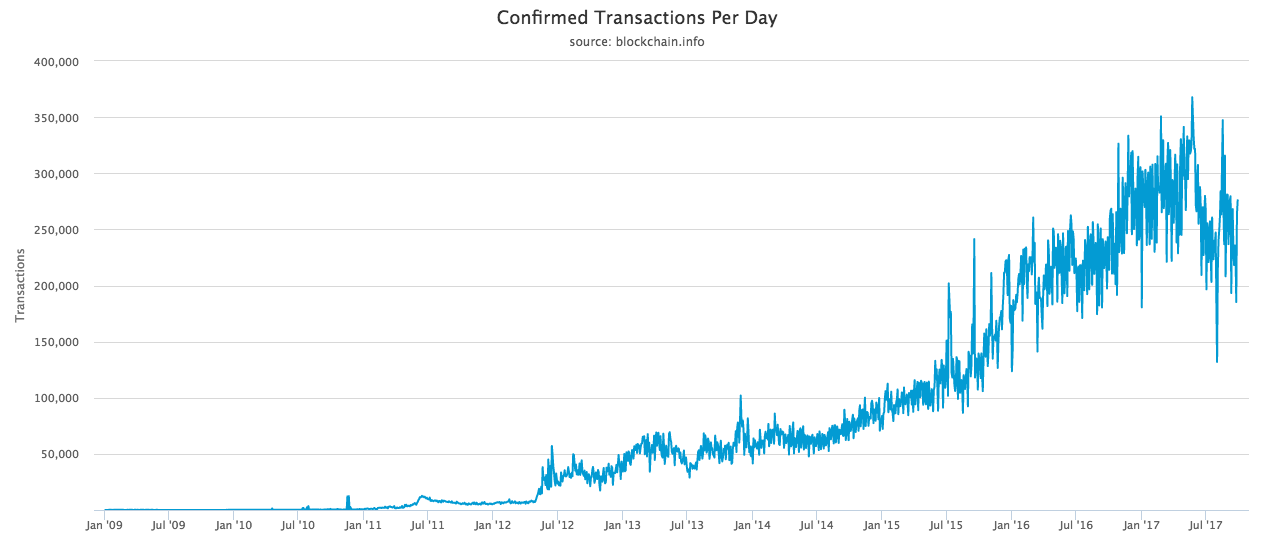 Confirmed Transactions Per Day
source: blockchain.info
400,000
350,000
300,000
250,000
200,000
150,000
100,000
50,000
Transactions
Jan '09 Jul '09 Jan '10 Jul '10 Jan '11 Jul '11 Jan '12 Jul '12 Jan '13 Jul '13 Jan '14 Jul '14 Jan '15 Jul '15 Jan '16 Jul '16 Jan '17 Jul '17